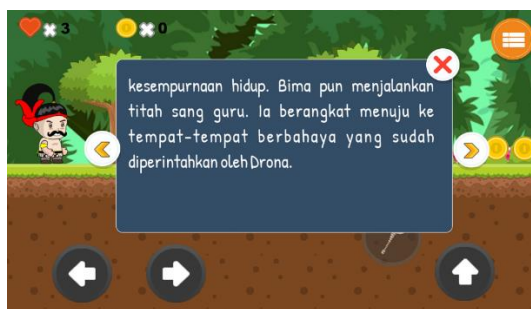 × 3 × 0
kesempurnaan hidup. Bima pun menjalankan
titah sang guru. Ia berangkat menuju ke
tempat-tempat berbahaya yang sudah
diperintahkan oleh Drona.